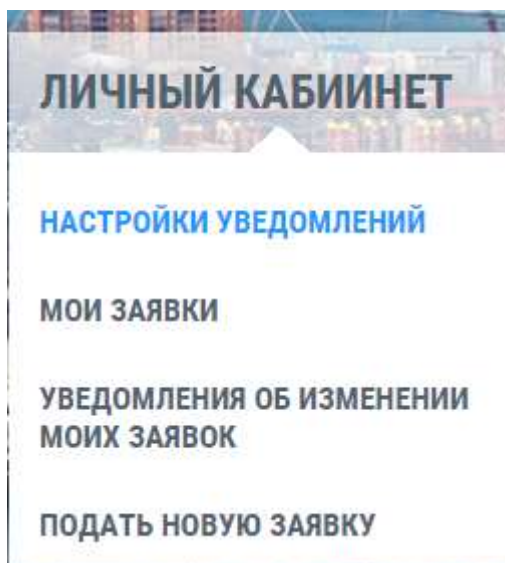 ЛИЧНЫЙ КАБИИНЕТ
НАСТРОЙКИ УВЕДОМЛЕНИЙ
МОИ ЗАЯВКИ
УВЕДОМЛЕНИЯ ОБ ИЗМЕНЕНИИ
МОИХ ЗАЯВОК
ПОДАТЬ НОВУЮ ЗАЯВКУ